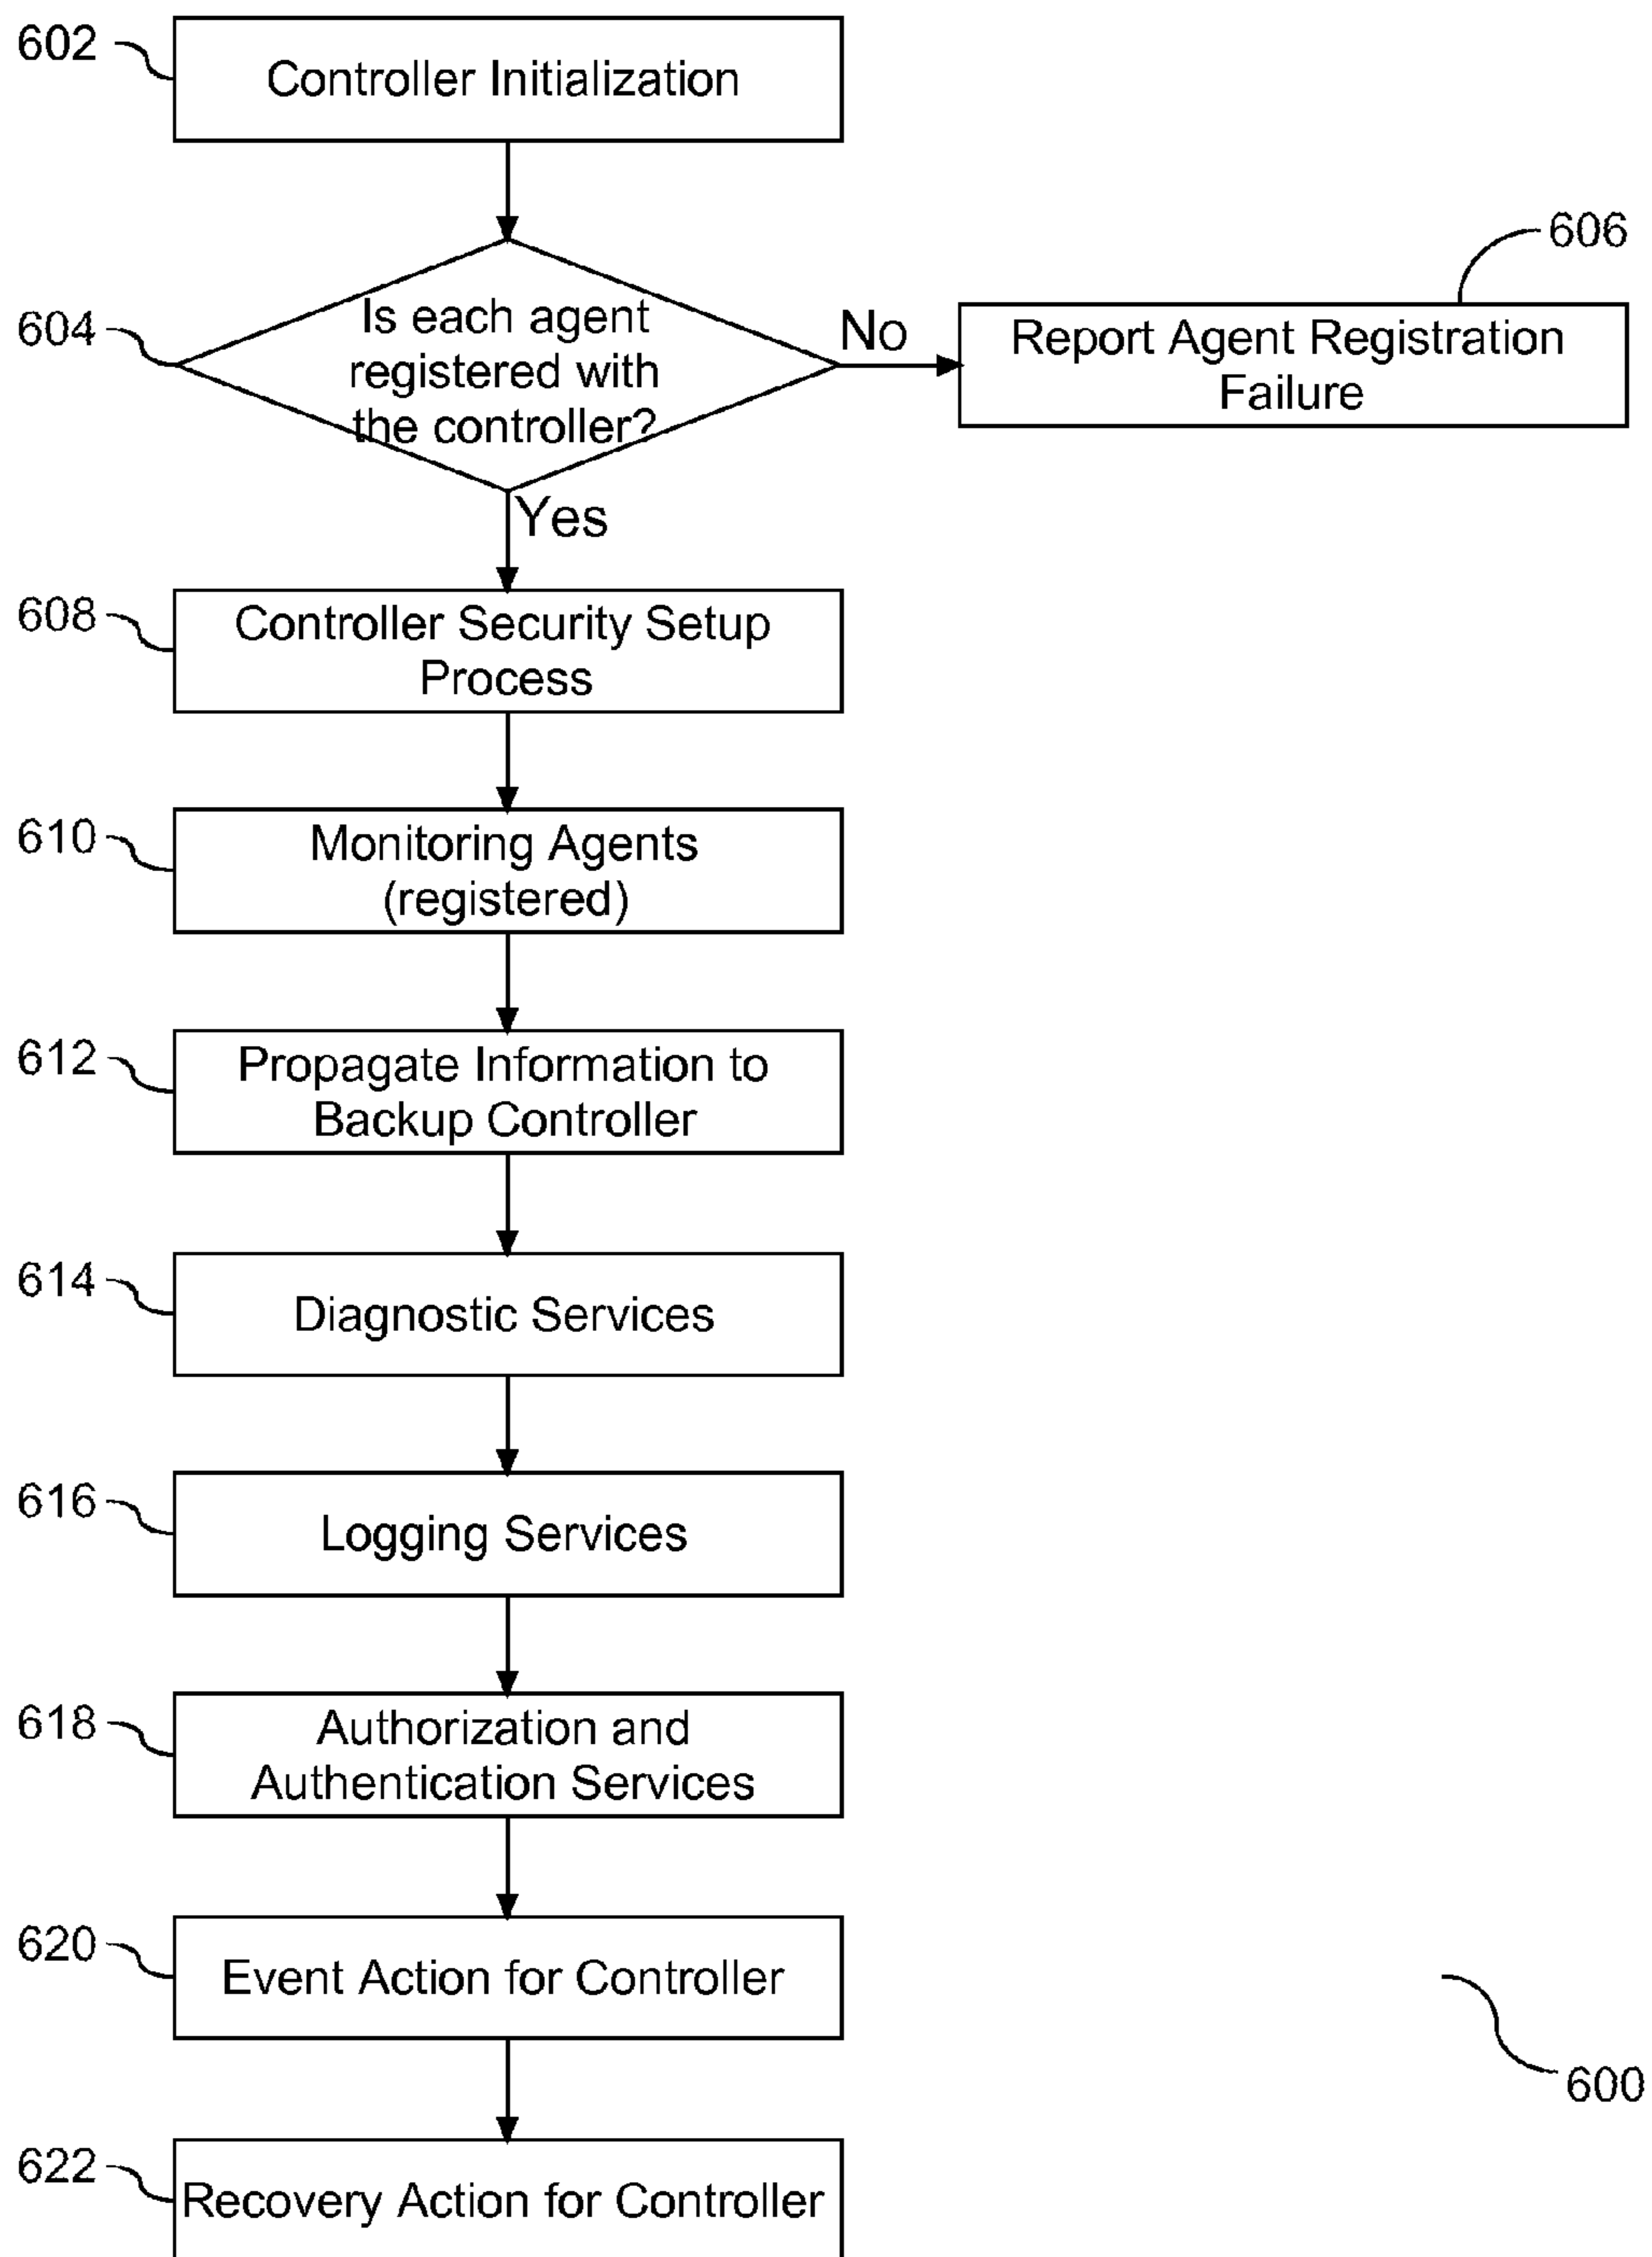 602
Controller Initialization
606
604
Is each agent
registered with
the controller?
No
Report Agent Registration
Failure
Yes
608
Controller Security Setup
Process
610
Monitoring Agents
(registered)
612
Propagate Information to
Backup Controller
614
Diagnostic Services
616
Logging Services
618
Authorization and
Authentication Services
620
Event Action for Controller
600
622
Recovery Action for Controller